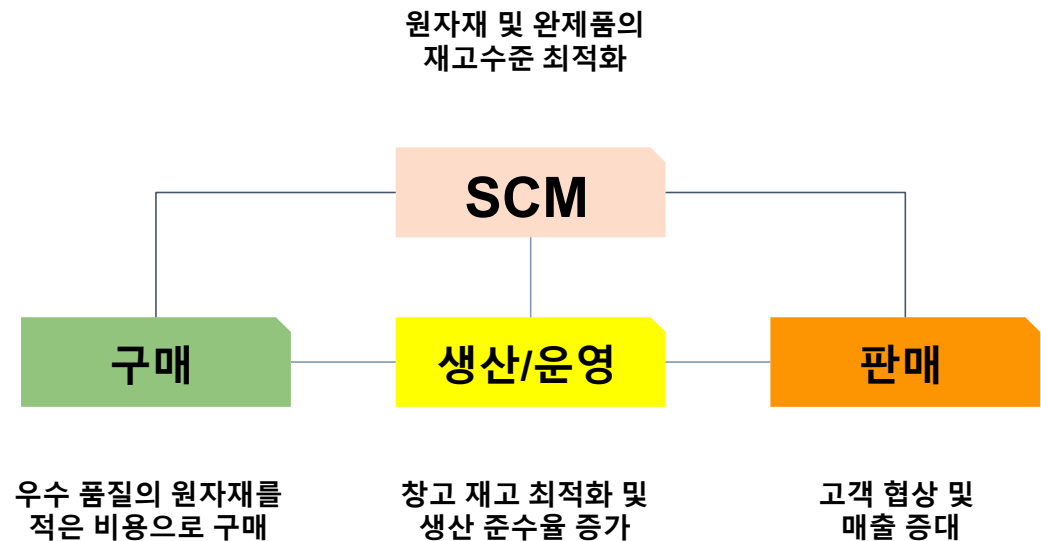 원자재 및 완제품의
재고수준 최적화
SCM
구매
생산/운영
판매
우수 품질의 원자재를
적은 비용으로 구매
창고 재고 최적화 및
생산 준수율 증가
고객 협상 및
매출 증대